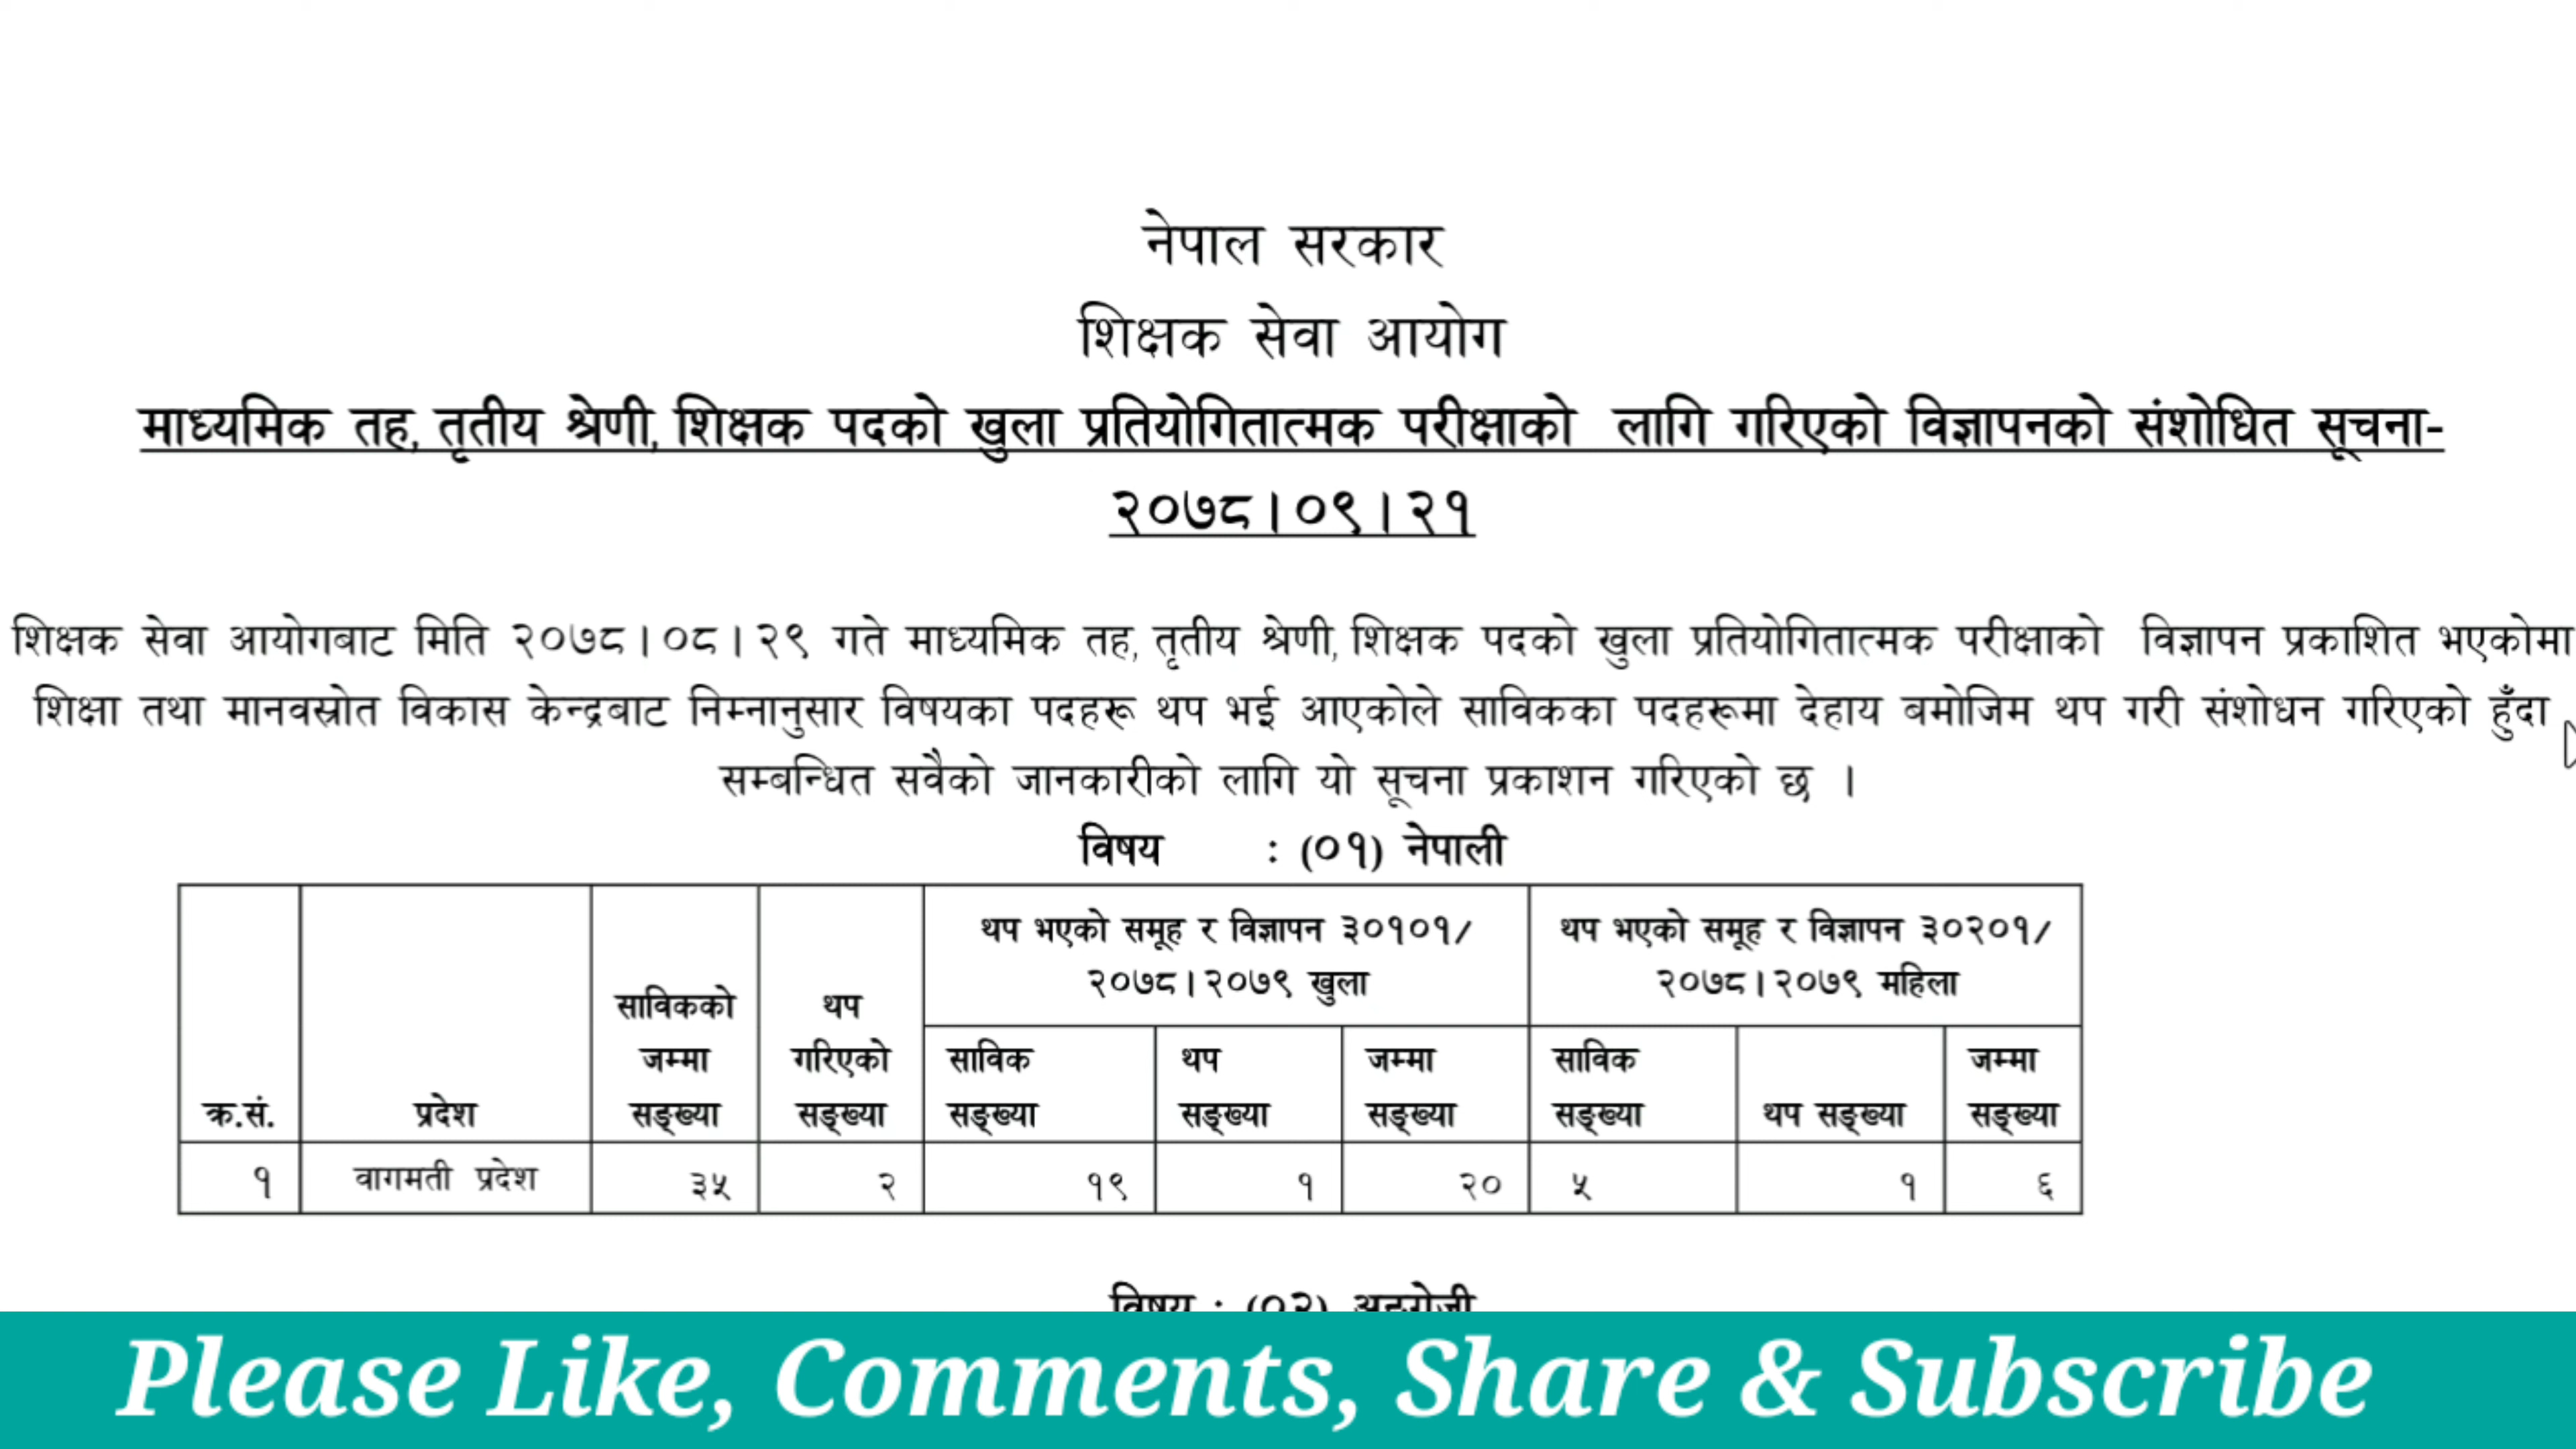 नेपाल सरकार
शिक्षक सेवा आयोग
माध्यमिक तह, तृतीय श्रेणी, शिक्षक पदको खुला प्रतियोगितात्मक परीक्षाको लागि गरिएको विज्ञापनको संशोधित सूचना-
२०७८।०९।२१
शिक्षक सेवा आयोगबाट मिति २०७८।०८।२९ गते माध्यमिक तह, तृतीय श्रेणी, शिक्षक पदको खुला प्रतियोगितात्मक परीक्षाको विज्ञापन प्रकाशित भएकोमा
शिक्षा तथा मानवस्रोत विकास केन्द्रबाट निम्नानुसार विषयका पदहरू थप भई आएकोले साविकका पदहरूमा देहाय बमोजिम थप गरी संशोधन गरिएको हुँदा
सम्बन्धित सवैको जानकारीको लागि यो सूचना प्रकाशन गरिएको छ ।
विषय : (०१) नेपाली
थप भएको समूह र विज्ञापन ३०१०१/ थप भएको समूह र विज्ञापन ३०२०१/
२०७८।२०७९ खुला २०७८।२०७९ महिला
साविकको थप
जम्मा गरिएको साविक थप जम्मा साविक जम्मा
क्र.सं. प्रदेश सङ्ख्या सङ्ख्या सङ्ख्या सङ्ख्या सङ्ख्या सङ्ख्या थप सङ्ख्या सङ्ख्या
१ वागमती प्रदेश ३५ २ १९ १ २० ५ १ ६
विषय : (०२) अङग्रेजी
Please Like, Comments, Share & Subscribe